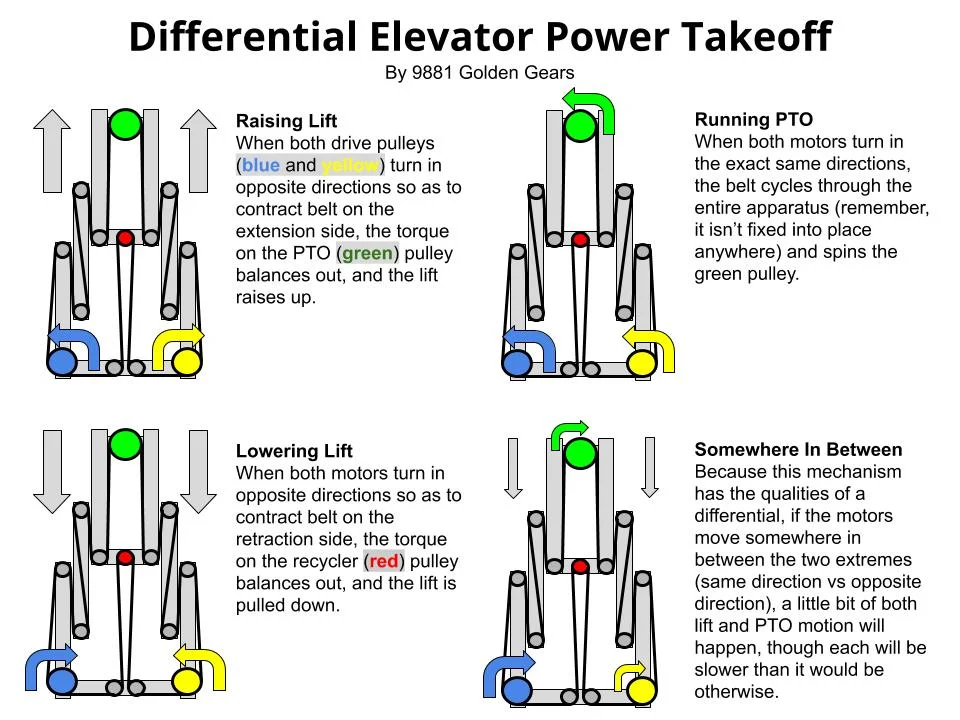 Differential Elevator Power Takeoff
By 9881 Golden Gears
Raising Lift
When both drive pulleys
(blue and yellow) turn in
opposite directions so as to
contract belt on the
extension side, the torque
on the PTO (green) pulley
balances out, and the lift
raises up.
Running PTO
When both motors turn in
the exact same directions,
the belt cycles through the
entire apparatus (remember,
it isn’t fixed into place
anywhere) and spins the
green pulley.
Lowering Lift
When both motors turn in
opposite directions so as to
contract belt on the
retraction side, the torque
on the recycler (red) pulley
balances out, and the lift is
pulled down.
Somewhere In Between
Because this mechanism
has the qualities of a
differential, if the motors
move somewhere in
between the two extremes
(same direction vs opposite
direction), a little bit of both
lift and PTO motion will
happen, though each will be
slower than it would be
otherwise.